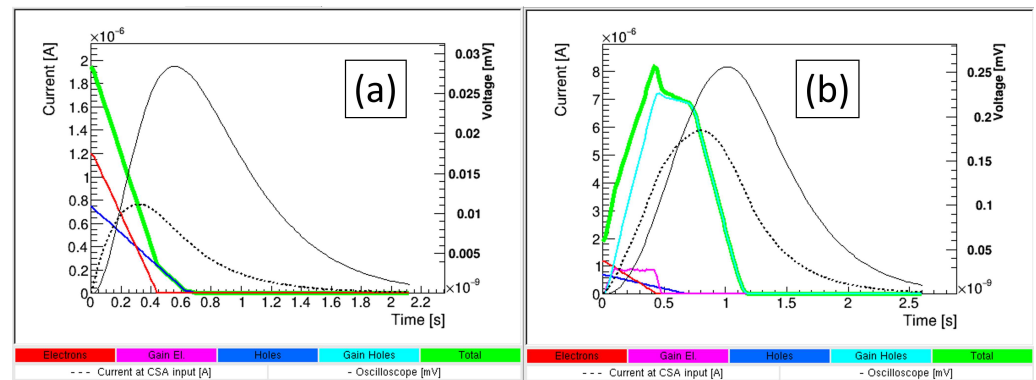 ×10⁻⁶
Current [A]
2
1.8
1.6
1.4
1.2
1
0.8
0.6
0.4
0.2
0
(a)
0.03
0.025
0.02
0.015
0.01
0.005
0.000
Voltage [mV]
0 0.2 0.4 0.6 0.8 1 1.2 1.4 1.6 1.8 2 2.2
×10⁻⁹
Time [s]
Electrons Gain El. Holes Gain Holes Total
--- Current at CSA input [A] - Oscilloscope [mV]
×10⁻⁶
Current [A]
9
8
7
6
5
4
3
2
1
0
(b)
0.25
0.2
0.15
0.1
0.05
0.00
Voltage [mV]
0 0.5 1 1.5 2 2.5
×10⁻⁹
Time [s]
Electrons Gain El. Holes Gain Holes Total
--- Current at CSA input [A] - Oscilloscope [mV]